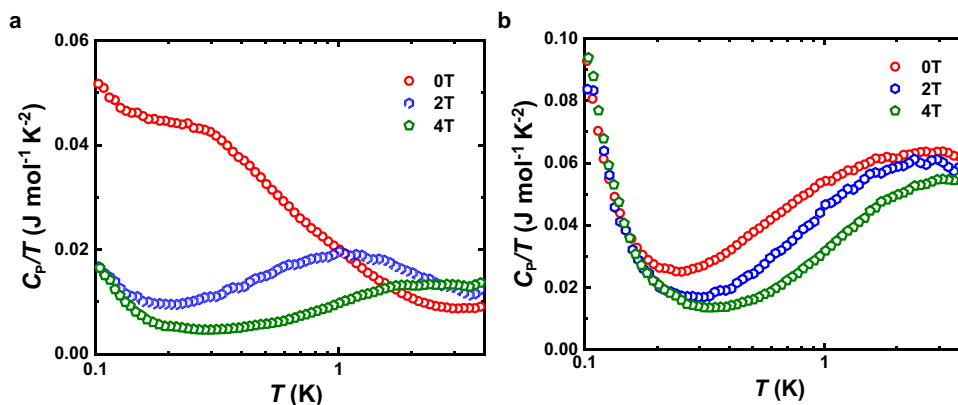 a
0.06
0.04
0.02
0.00
C_P/T (J mol⁻¹ K⁻²)
0T
2T
4T
0.1
1
T (K)
b
0.10
0.08
0.06
0.04
0.02
0.00
C_P/T (J mol⁻¹ K⁻²)
0T
2T
4T
0.1
1
T (K)